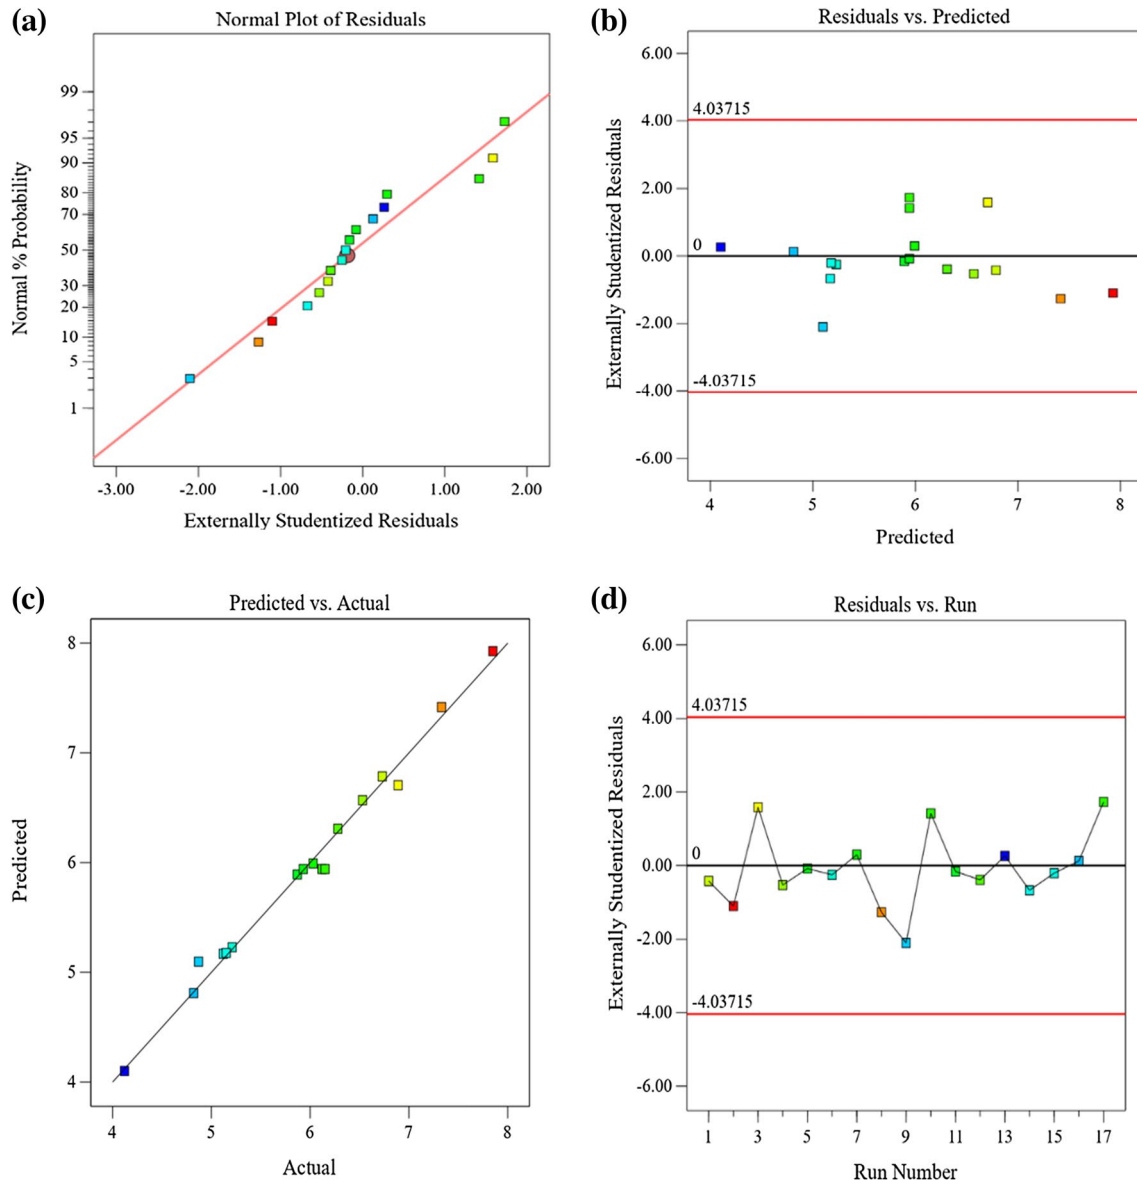 (a)
Normal Plot of Residuals
Normal % Probability
99
95
90
80
70
50
30
20
10
5
1
-3.00 -2.00 -1.00 0.00 1.00 2.00
Externally Studentized Residuals
(b)
Residuals vs. Predicted
Externally Studentized Residuals
6.00
4.00
2.00
0.00
-2.00
-4.00
-6.00
4.03715
0
-4.03715
4 5 6 7 8
Predicted
(c)
Predicted vs. Actual
Predicted
8
7
6
5
4
4 5 6 7 8
Actual
(d)
Residuals vs. Run
Externally Studentized Residuals
6.00
4.00
2.00
0.00
-2.00
-4.00
-6.00
4.03715
0
-4.03715
1 3 5 7 9 11 13 15 17
Run Number